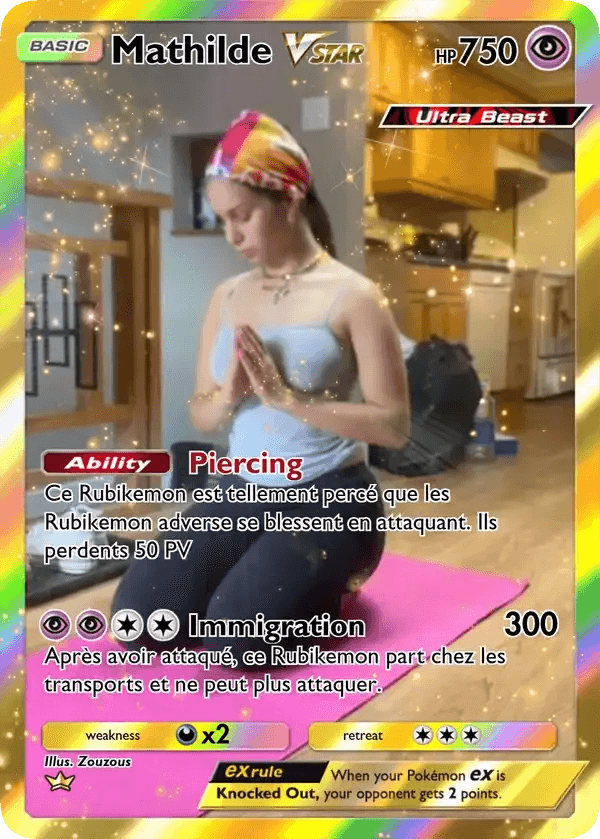 BASIC Mathilde VSTAR HP 750
Ultra Beast
Ability Piercing
Ce Rubikemon est tellement percé que les
Rubikemon adverse se blessent en attaquant. Ils
perdents 50 PV
Immigration 300
Après avoir attaqué, ce Rubikemon part chez les
transports et ne peut plus attaquer.
weakness x2 retreat
Illus. Zouzous
ex rule When your Pokémon ex is
Knocked Out, your opponent gets 2 points.